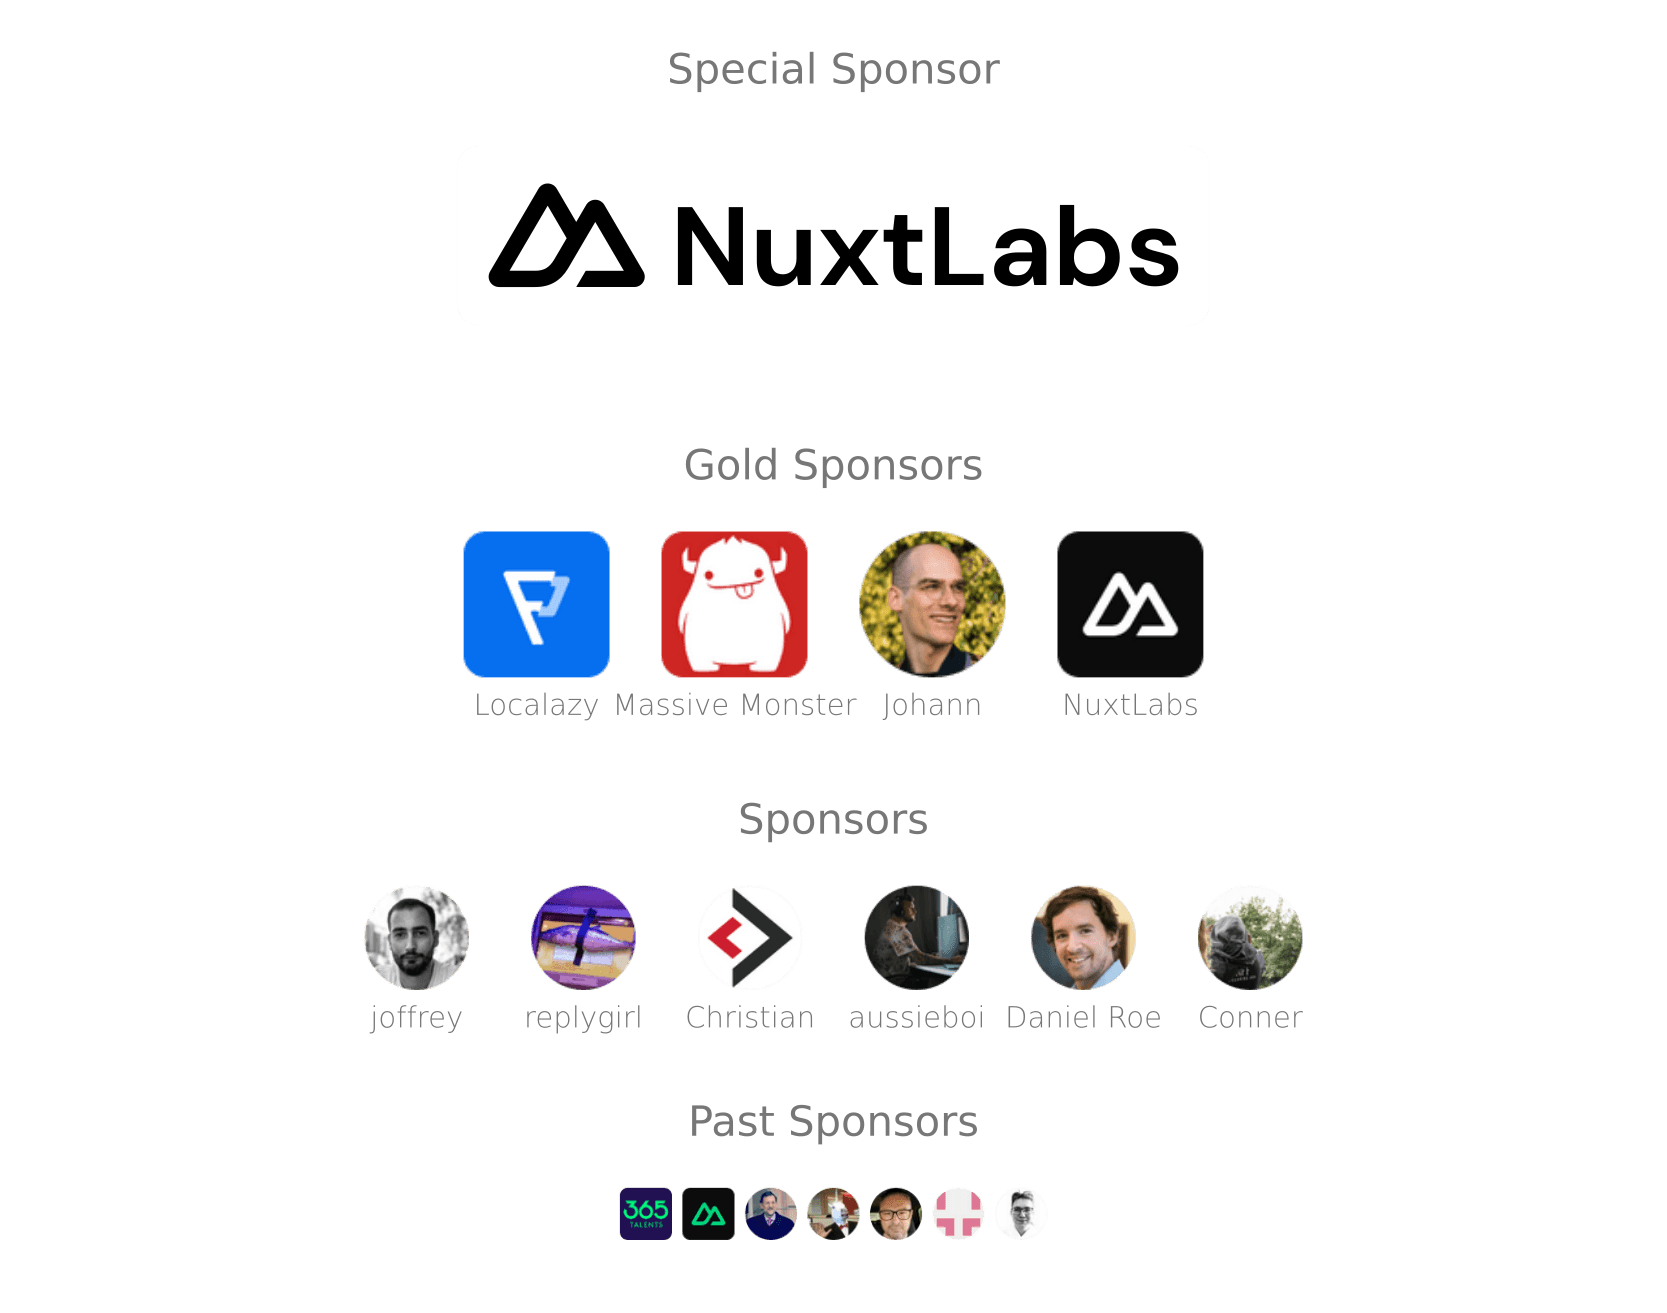 Special Sponsor
NuxtLabs
Gold Sponsors
Localazy Massive Monster Johann NuxtLabs
Sponsors
joffrey replygirl Christian aussieboi Daniel Roe Conner
Past Sponsors
365
TALENTS